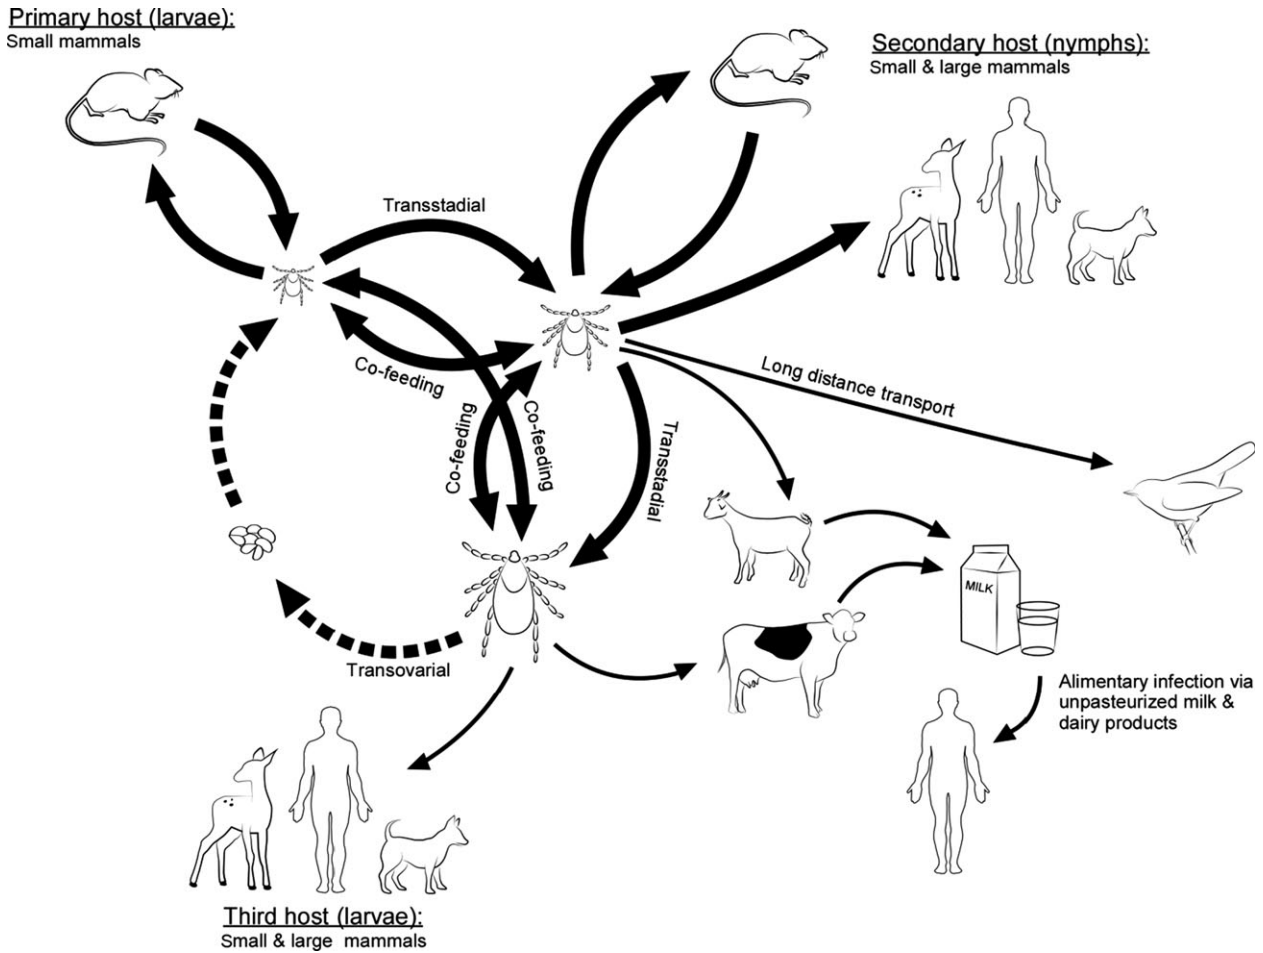 Primary host (larvae):
Small mammals
Secondary host (nymphs):
Small & large mammals
Transstadial
Co-feeding
Co-feeding
Co-feeding
Transstadial
Long distance transport
MILK
Transovarial
Alimentary infection via
unpasteurized milk &
dairy products
Third host (larvae):
Small & large mammals